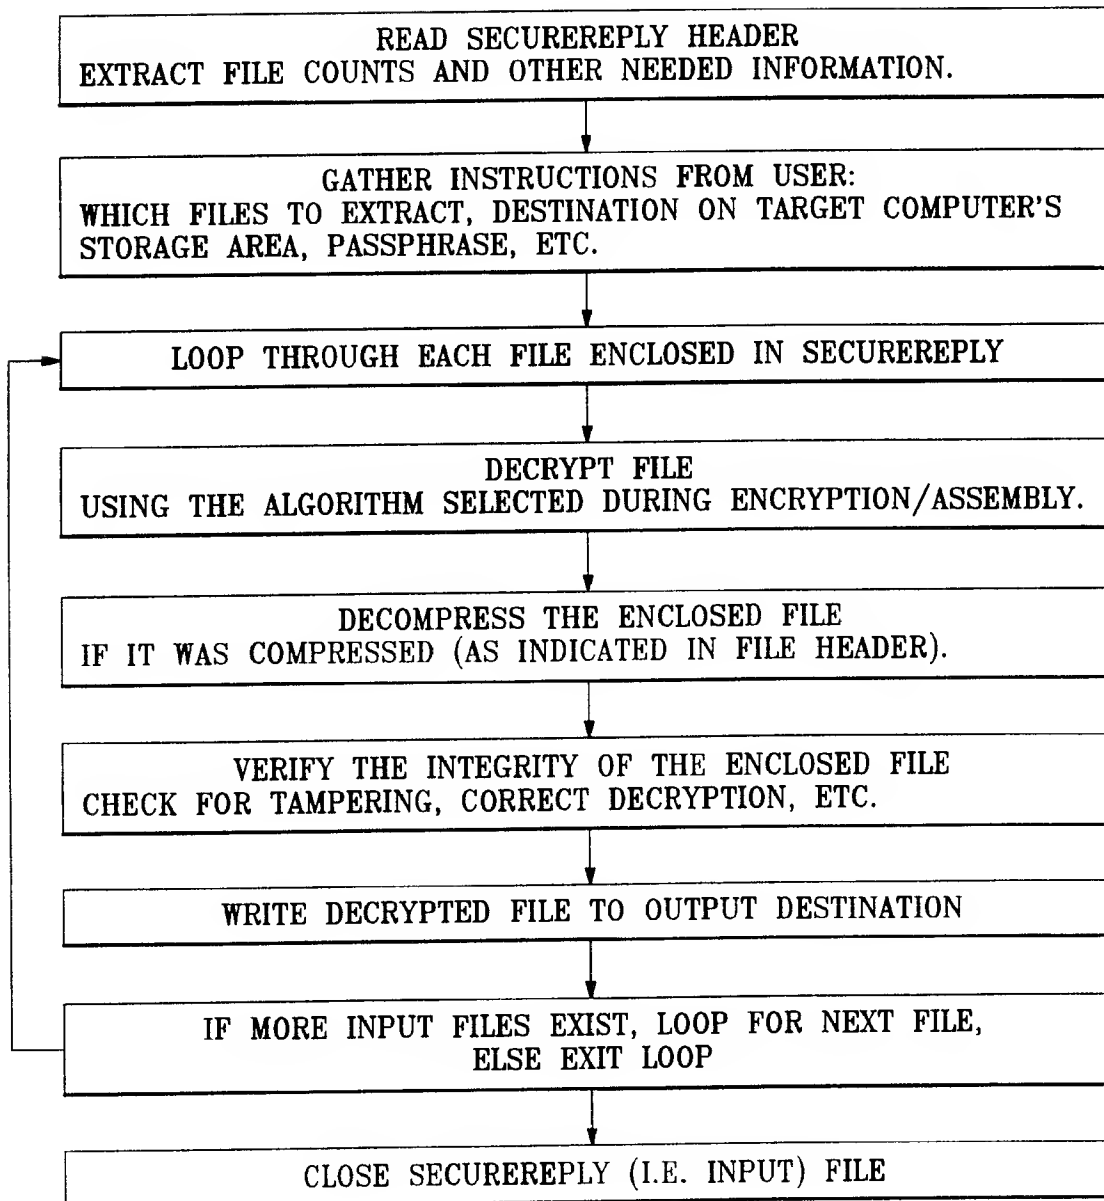 READ SECUREREPLY HEADER
EXTRACT FILE COUNTS AND OTHER NEEDED INFORMATION.
GATHER INSTRUCTIONS FROM USER:
WHICH FILES TO EXTRACT, DESTINATION ON TARGET COMPUTER'S
STORAGE AREA, PASSPHRASE, ETC.
LOOP THROUGH EACH FILE ENCLOSED IN SECUREREPLY
DECRYPT FILE
USING THE ALGORITHM SELECTED DURING ENCRYPTION/ASSEMBLY.
DECOMPRESS THE ENCLOSED FILE
IF IT WAS COMPRESSED (AS INDICATED IN FILE HEADER).
VERIFY THE INTEGRITY OF THE ENCLOSED FILE
CHECK FOR TAMPERING, CORRECT DECRYPTION, ETC.
WRITE DECRYPTED FILE TO OUTPUT DESTINATION
IF MORE INPUT FILES EXIST, LOOP FOR NEXT FILE,
ELSE EXIT LOOP
CLOSE SECUREREPLY (I.E. INPUT) FILE